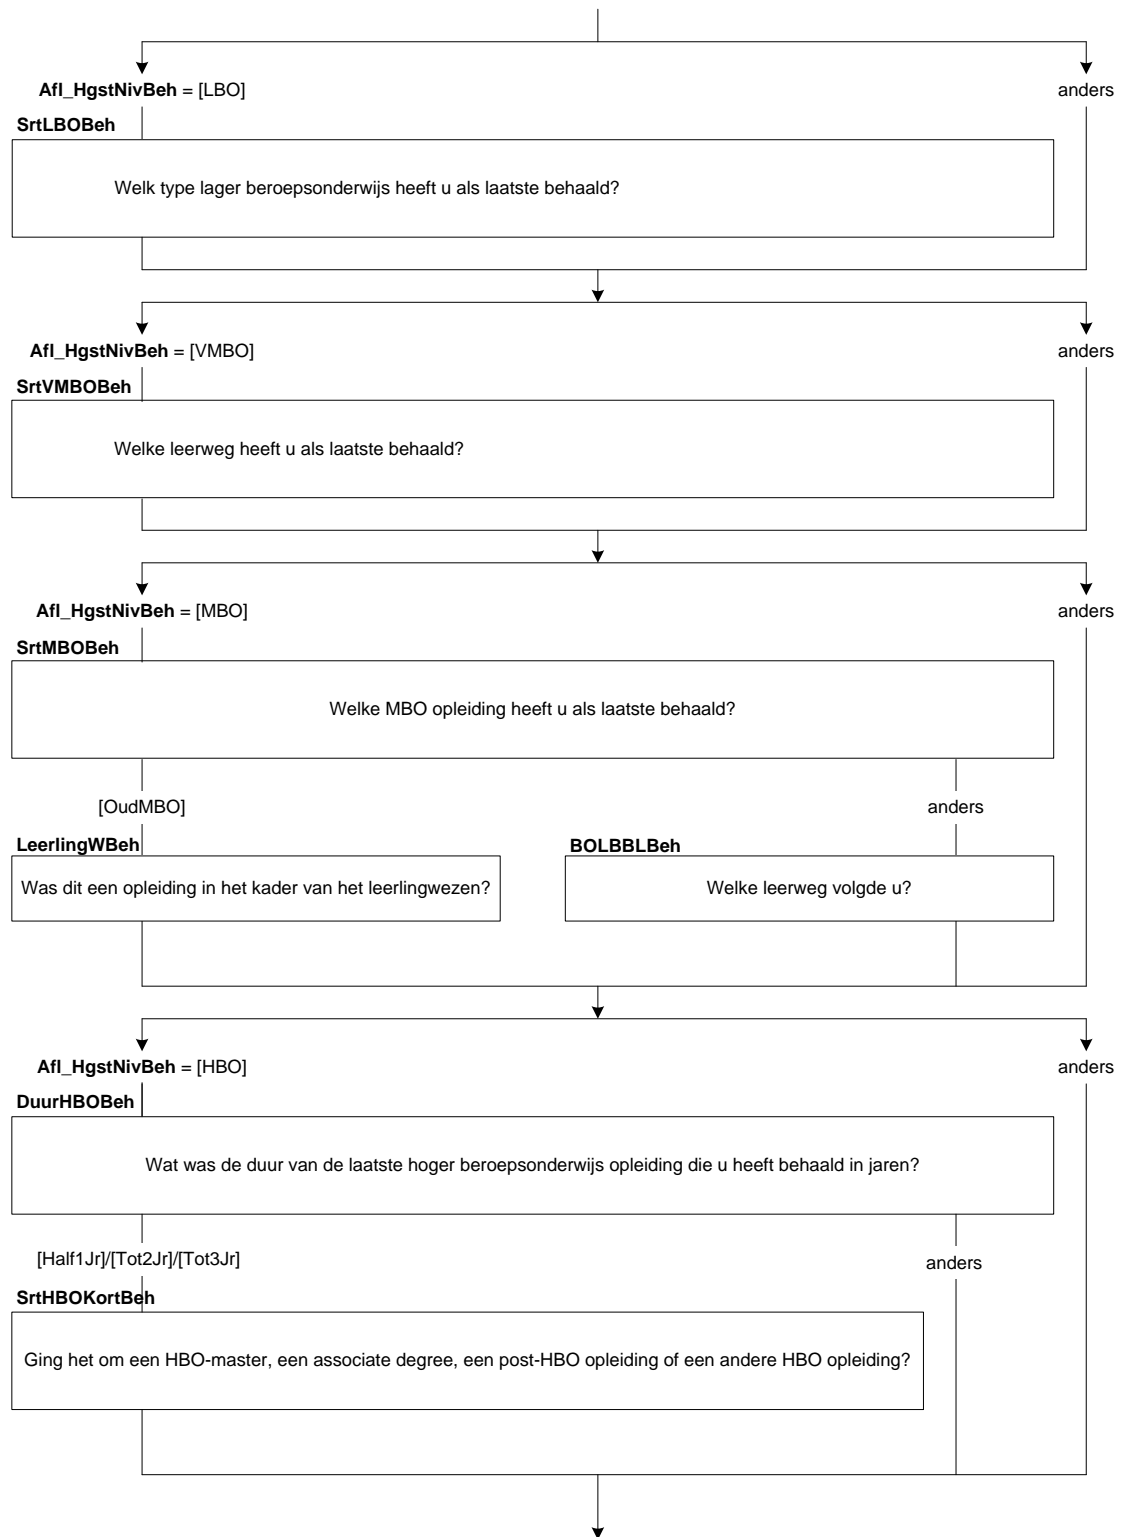 Afl_HgstNivBeh = [LBO]
anders
SrtLBOBeh
Welk type lager beroepsonderwijs heeft u als laatste behaald?
Afl_HgstNivBeh = [VMBO]
anders
SrtVMBOBeh
Welke leerweg heeft u als laatste behaald?
Afl_HgstNivBeh = [MBO]
anders
SrtMBOBeh
Welke MBO opleiding heeft u als laatste behaald?
[OudMBO]
anders
LeerlingWBeh
BOLBBLBeh
Was dit een opleiding in het kader van het leerlingwezen?
Welke leerweg volgde u?
Afl_HgstNivBeh = [HBO]
anders
DuurHBOBeh
Wat was de duur van de laatste hoger beroepsonderwijs opleiding die u heeft behaald in jaren?
[Half1Jr]/[Tot2Jr]/[Tot3Jr]
anders
SrtHBOKortBeh
Ging het om een HBO-master, een associate degree, een post-HBO opleiding of een andere HBO opleiding?